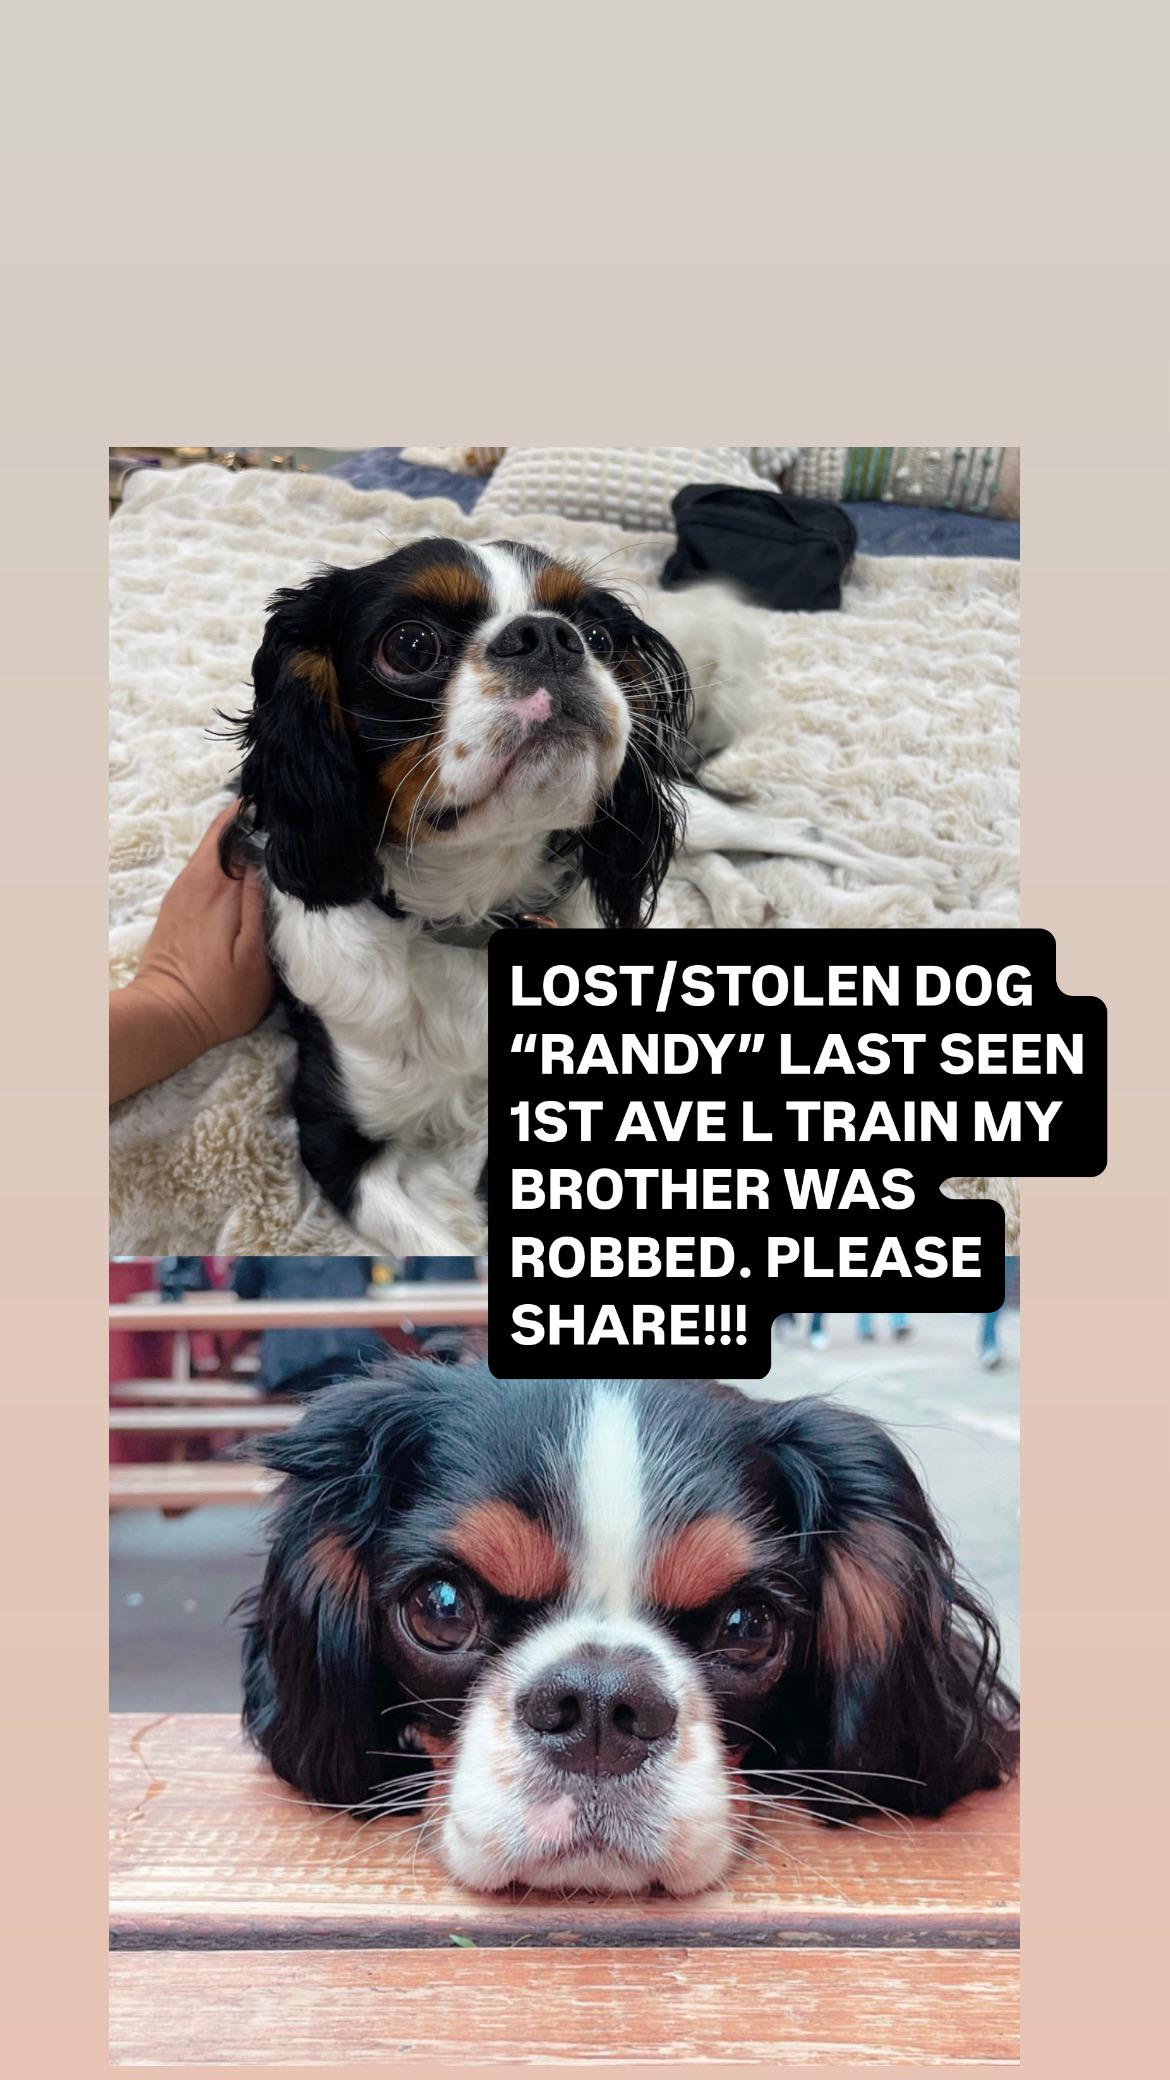 LOST/STOLEN DOG
“RANDY” LAST SEEN
1ST AVE L TRAIN MY
BROTHER WAS
ROBBED. PLEASE
SHARE!!!